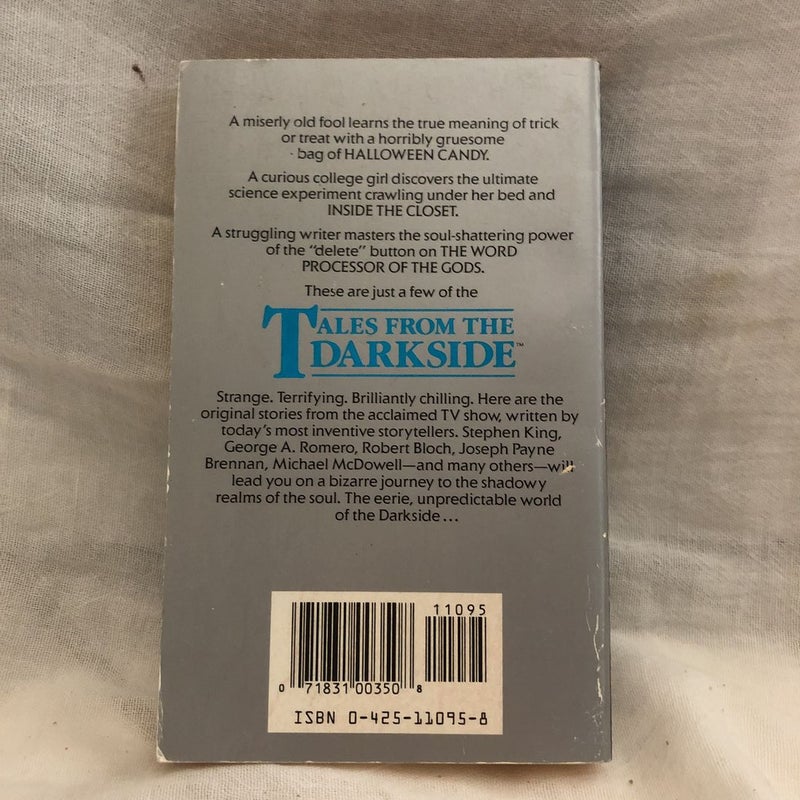 A miserly old fool learns the true meaning of trick
or treat with a horribly gruesome
bag of HALLOWEEN CANDY.
A curious college girl discovers the ultimate
science experiment crawling under her bed and
INSIDE THE CLOSET.
A struggling writer masters the soul-shattering power
of the "delete" button on THE WORD
PROCESSOR OF THE GODS.
These are just a few of the
TALES FROM THE
DARKSIDE™
Strange. Terrifying. Brilliantly chilling. Here are the
original stories from the acclaimed TV show, written by
today's most inventive storytellers. Stephen King,
George A. Romero, Robert Bloch, Joseph Payne
Brennan, Michael McDowell—and many others—will
lead you on a bizarre journey to the shadowy
realms of the soul. The eerie, unpredictable world
of the Darkside...
11095
0 71831 00350 8
ISBN 0-425-11095-8